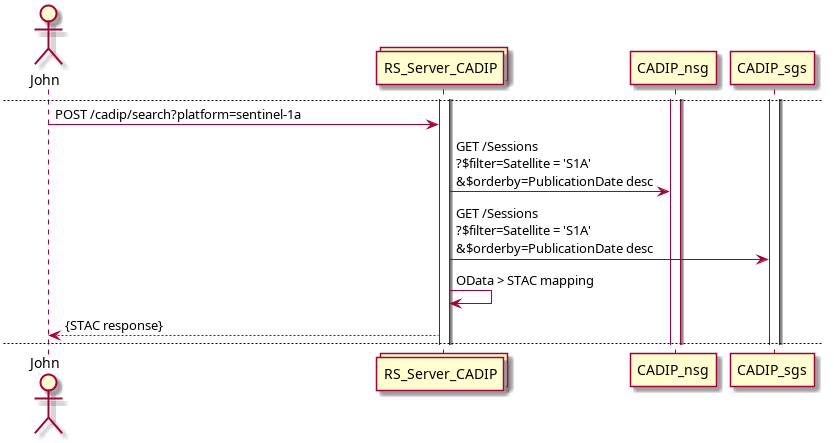 John
RS_Server_CADIP
CADIP_nsg
CADIP_sgs
POST /cadip/search?platform=sentinel-1a
GET /Sessions
?$filter=Satellite = 'S1A'
&$orderby=PublicationDate desc
GET /Sessions
?$filter=Satellite = 'S1A'
&$orderby=PublicationDate desc
OData > STAC mapping
{STAC response}
John
RS_Server_CADIP
CADIP_nsg
CADIP_sgs